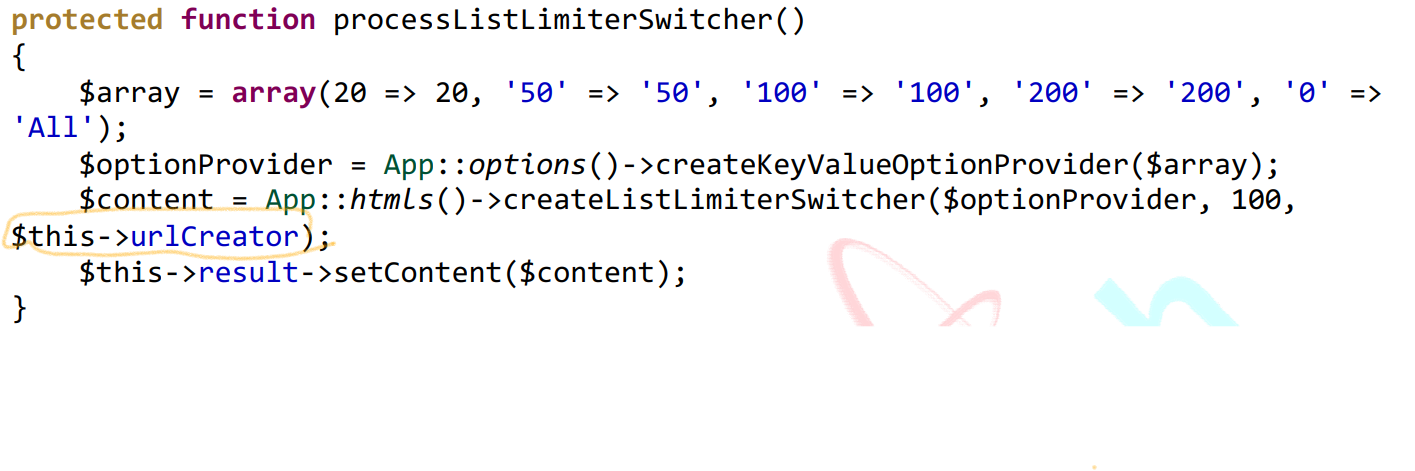 protected function processListLimiterSwitcher()
{
    $array = array(20 => 20, '50' => '50', '100' => '100', '200' => '200', '0' =>
'All');
    $optionProvider = App::options()->createKeyValueOptionProvider($array);
    $content = App::htmls()->createListLimiterSwitcher($optionProvider, 100,
$this->urlCreator);
    $this->result->setContent($content);
}